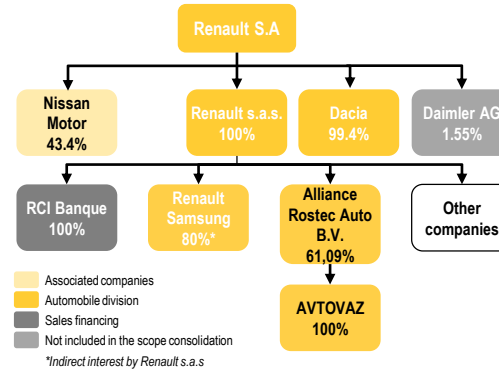 Renault S.A
Nissan
Motor
43.4%
Renault s.a.s.
100%
Dacia
99.4%
Daimler AG
1.55%
RCI Banque
100%
Renault
Samsung
80%*
Alliance
Rostec Auto
B.V.
61,09%
Other
companies
AVTOVAZ
100%
Associated companies
Automobile division
Sales financing
Not included in the scope consolidation
*Indirect interest by Renault s.a.s